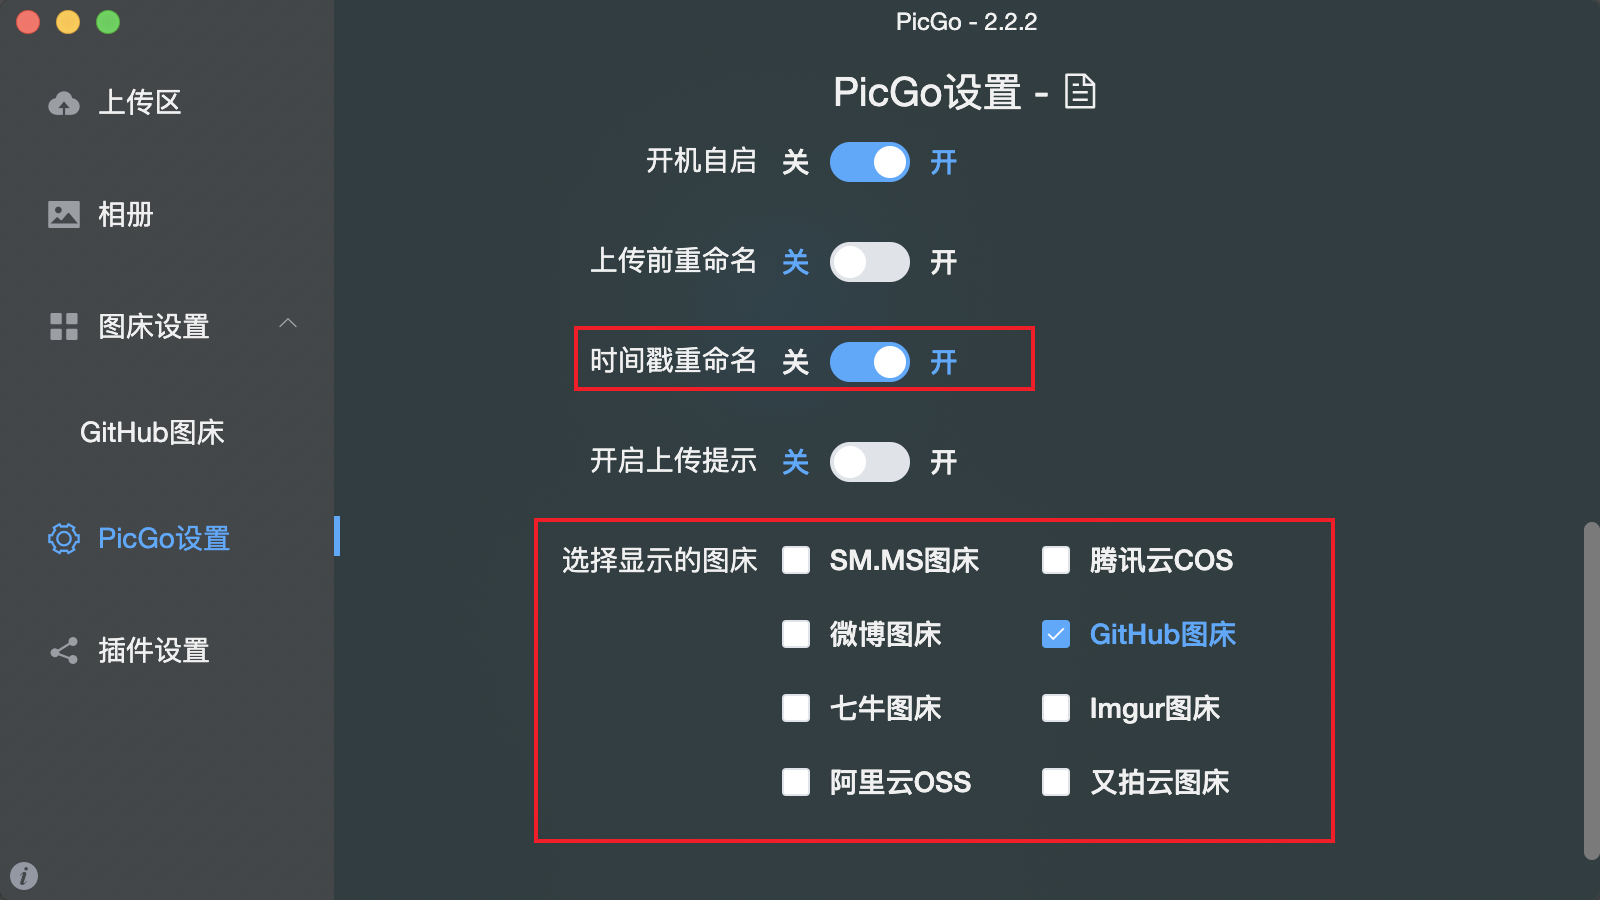 PicGo - 2.2.2
上传区
相册
图床设置
GitHub图床
PicGo设置
插件设置
PicGo设置 -
开机自启 关 开
上传前重命名 关 开
时间戳重命名 关 开
开启上传提示 关 开
选择显示的图床 SM.MS图床 腾讯云COS
微博图床 GitHub图床
七牛图床 Imgur图床
阿里云OSS 又拍云图床